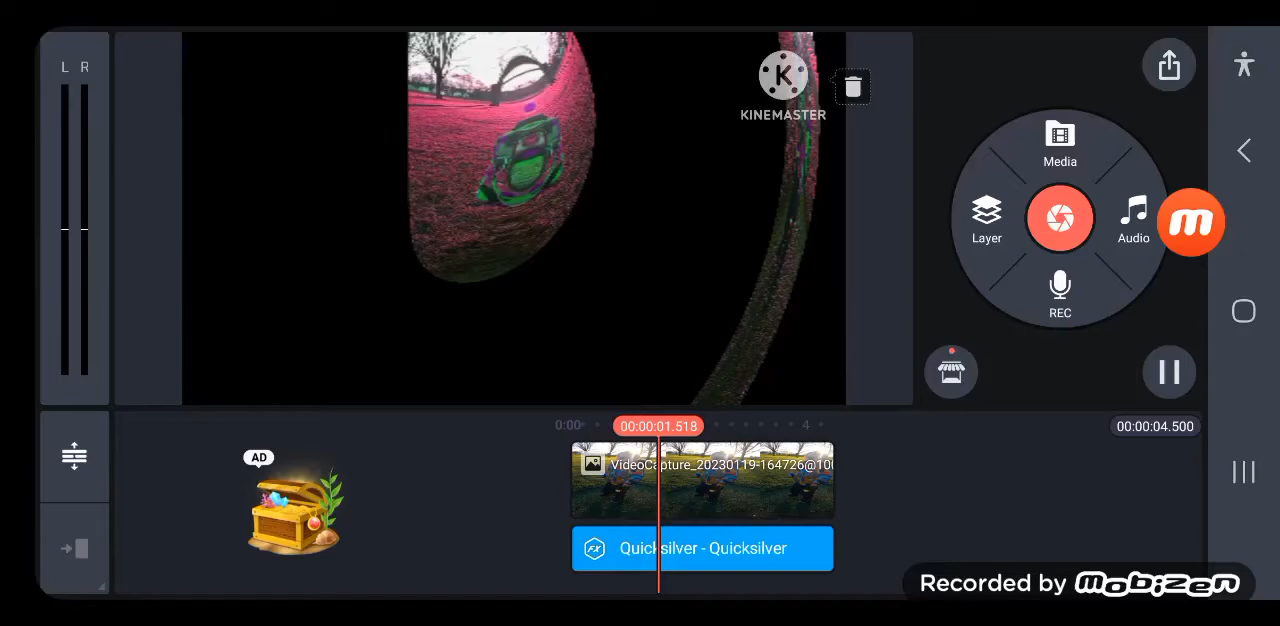 L R
KINEMASTER
Media
Layer
Audio
REC
0:00
00:00:01.518
4
00:00:04.500
AD
VideoCapture_20230119-164726@10
FX
Quicksilver - Quicksilver
Recorded by mobizen